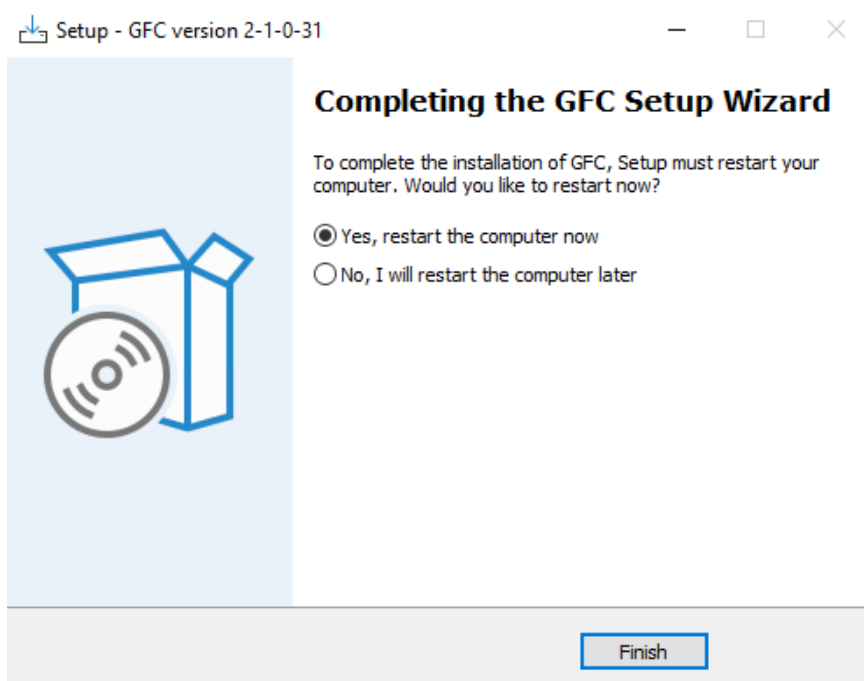 Setup - GFC version 2-1-0-31
Completing the GFC Setup Wizard
To complete the installation of GFC, Setup must restart your
computer. Would you like to restart now?
Yes, restart the computer now
No, I will restart the computer later
Finish